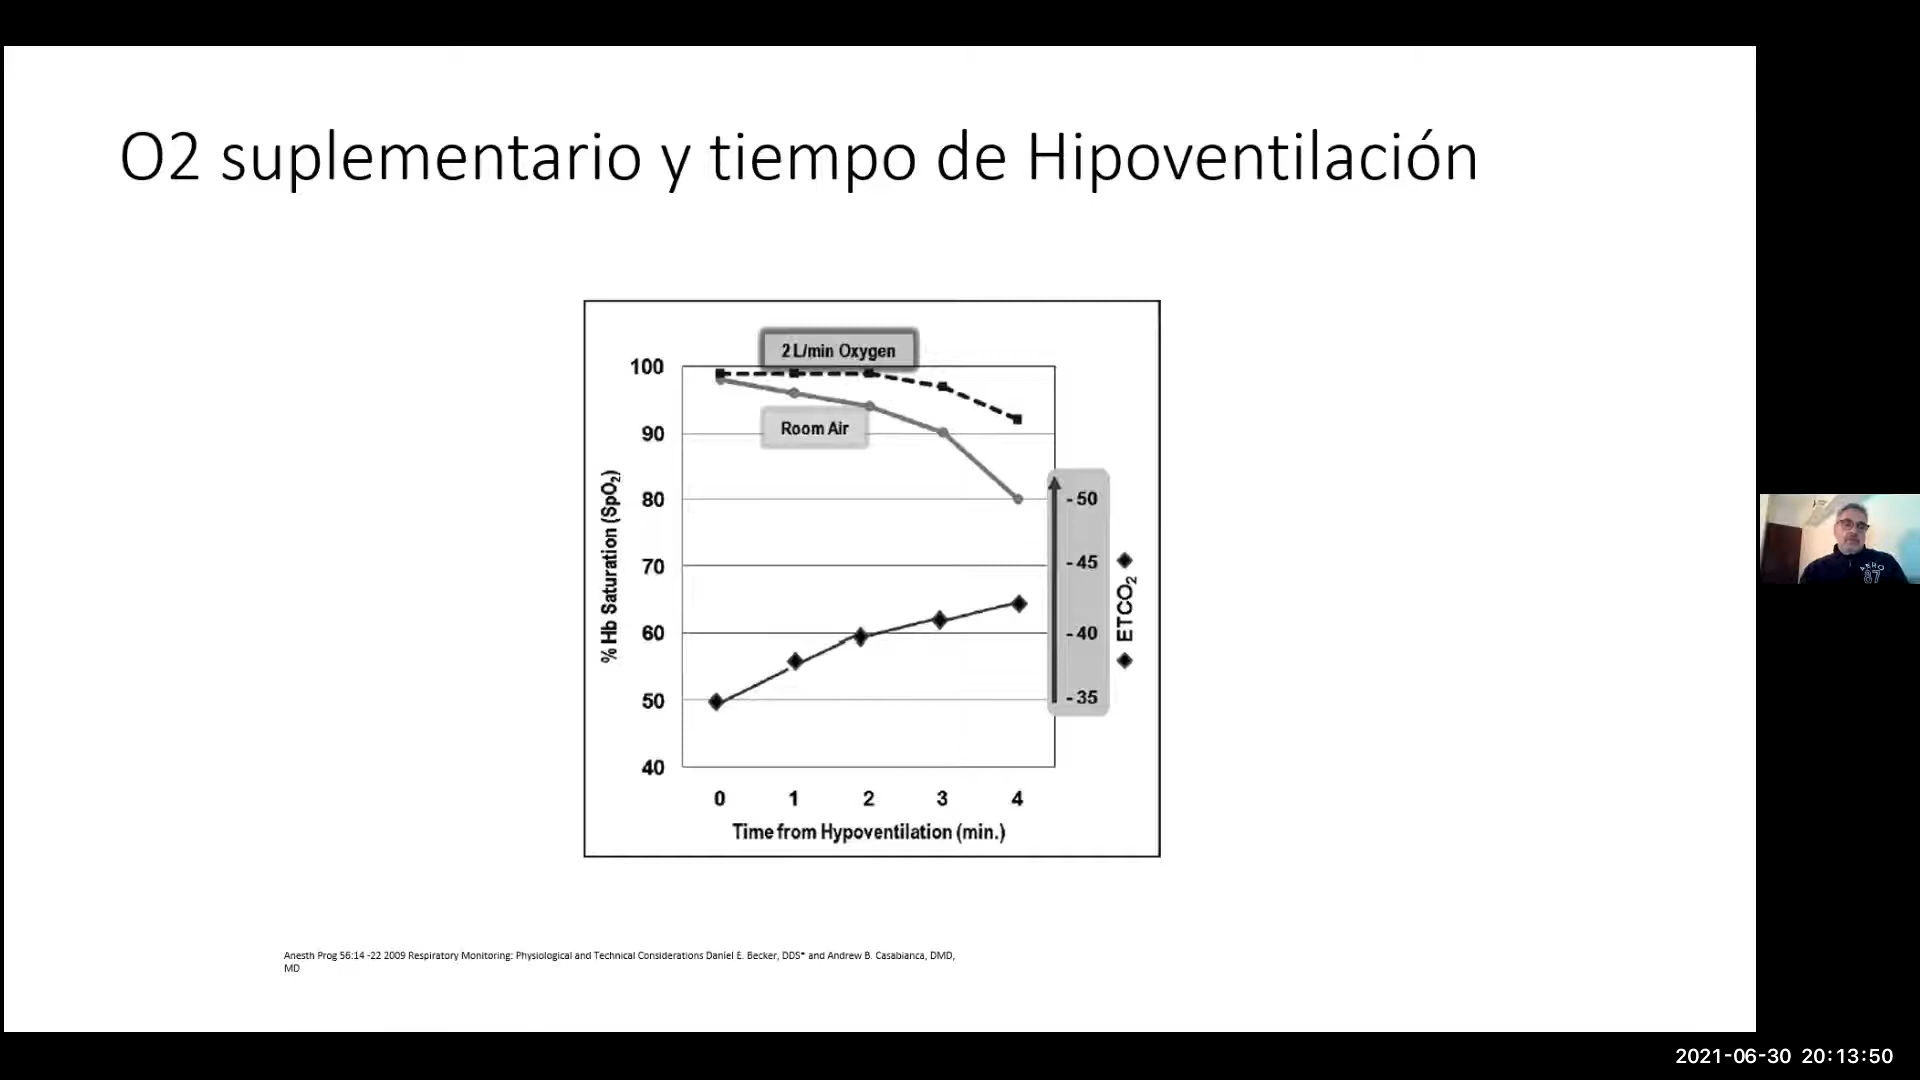 O2 suplementario y tiempo de Hipoventilación
2 L/min Oxygen
Room Air
100
90
80
70
60
50
40
% Hb Saturation (SpO2)
- 50
- 45
- 40
- 35
ETCO2
0 1 2 3 4
Time from Hypoventilation (min.)
Anesth Prog 56:14 -22 2009 Respiratory Monitoring: Physiological and Technical Considerations Daniel E. Becker, DDS* and Andrew B. Casabianca, DMD,
MD
AERO
87
2021-06-30 20:13:50